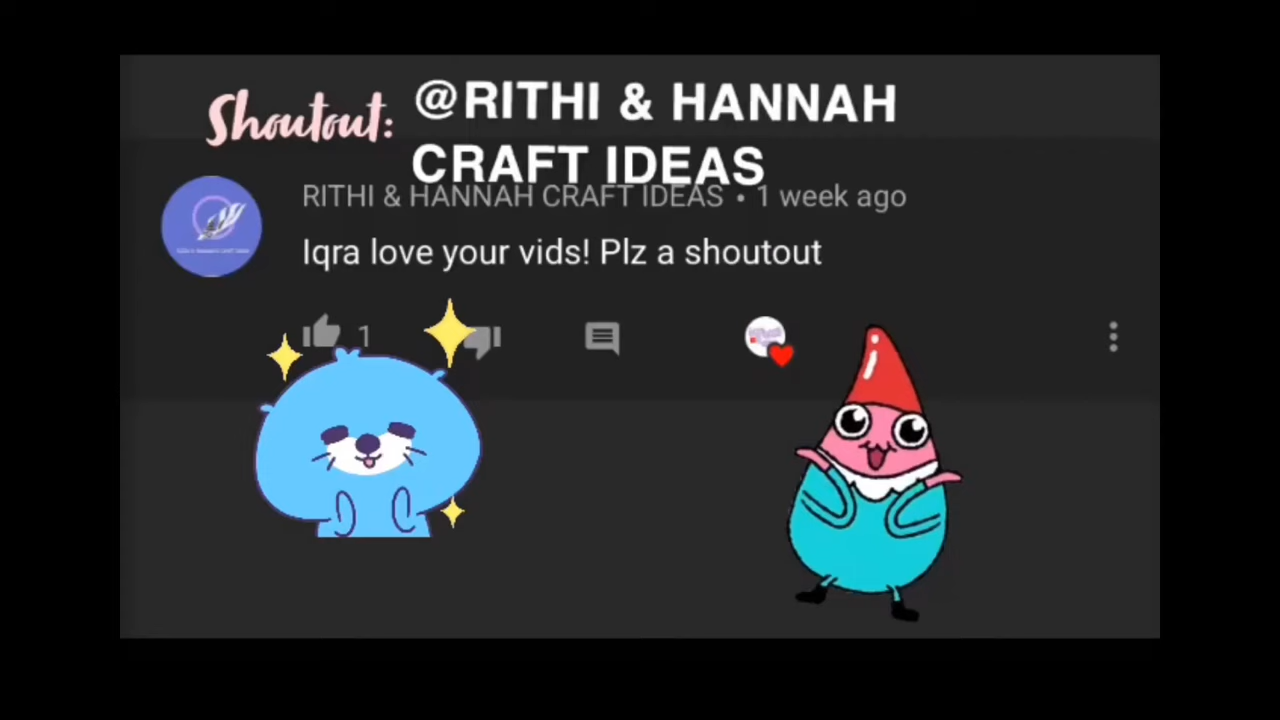 Shoutout: @RITHI & HANNAH
CRAFT IDEAS
RITHI & HANNAH CRAFT IDEAS • 1 week ago
Iqra love your vids! Plz a shoutout
1